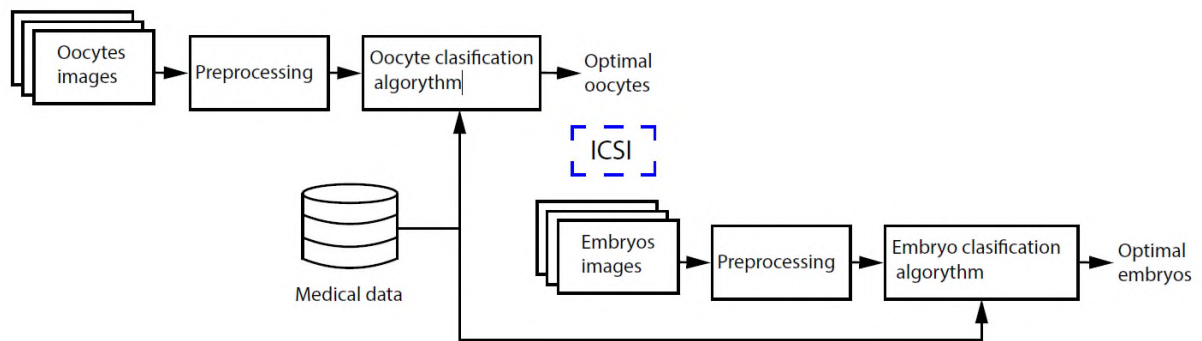 Oocytes
images
Preprocessing
Oocyte clasification
algorythm
Optimal
oocytes
ICSI
Medical data
Embryos
images
Preprocessing
Embryo clasification
algorythm
Optimal
embryos